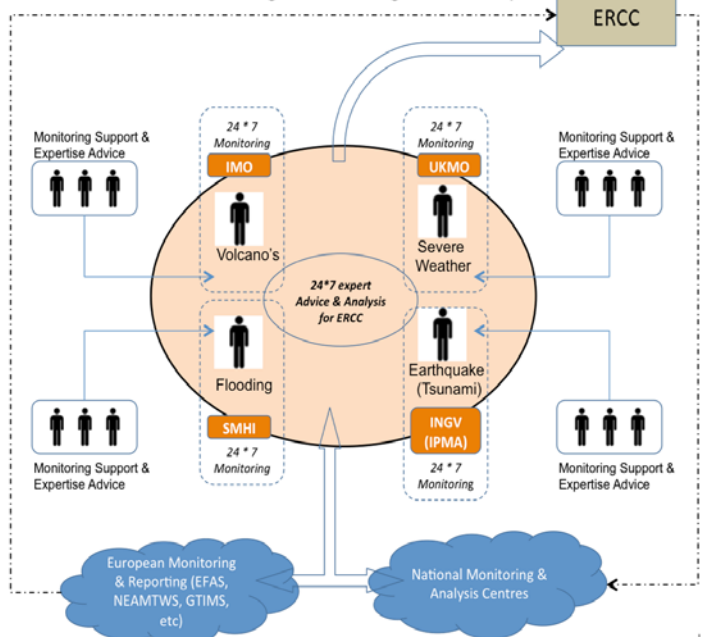 ERCC
24 * 7
Monitoring
IMO
Volcano's
24 * 7
Monitoring
UKMO
Severe
Weather
Monitoring Support &
Expertise Advice
Monitoring Support &
Expertise Advice
24*7 expert
Advice & Analysis
for ERCC
Flooding
SMHI
24 * 7
Monitoring
Earthquake
(Tsunami)
INGV
(IPMA)
24 * 7
Monitoring
Monitoring Support &
Expertise Advice
Monitoring Support &
Expertise Advice
European Monitoring
& Reporting (EFAS,
NEAMTWS, GTIMS,
etc)
National Monitoring &
Analysis Centres